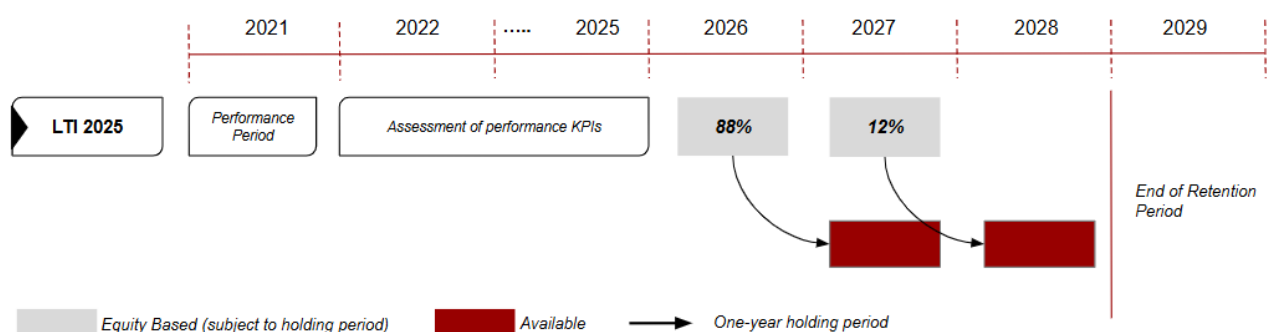 2021 2022 ..... 2025 2026 2027 2028 2029
LTI 2025
Performance
Period
Assessment of performance KPIs
88%
12%
End of Retention
Period
Equity Based (subject to holding period)
Available
One-year holding period